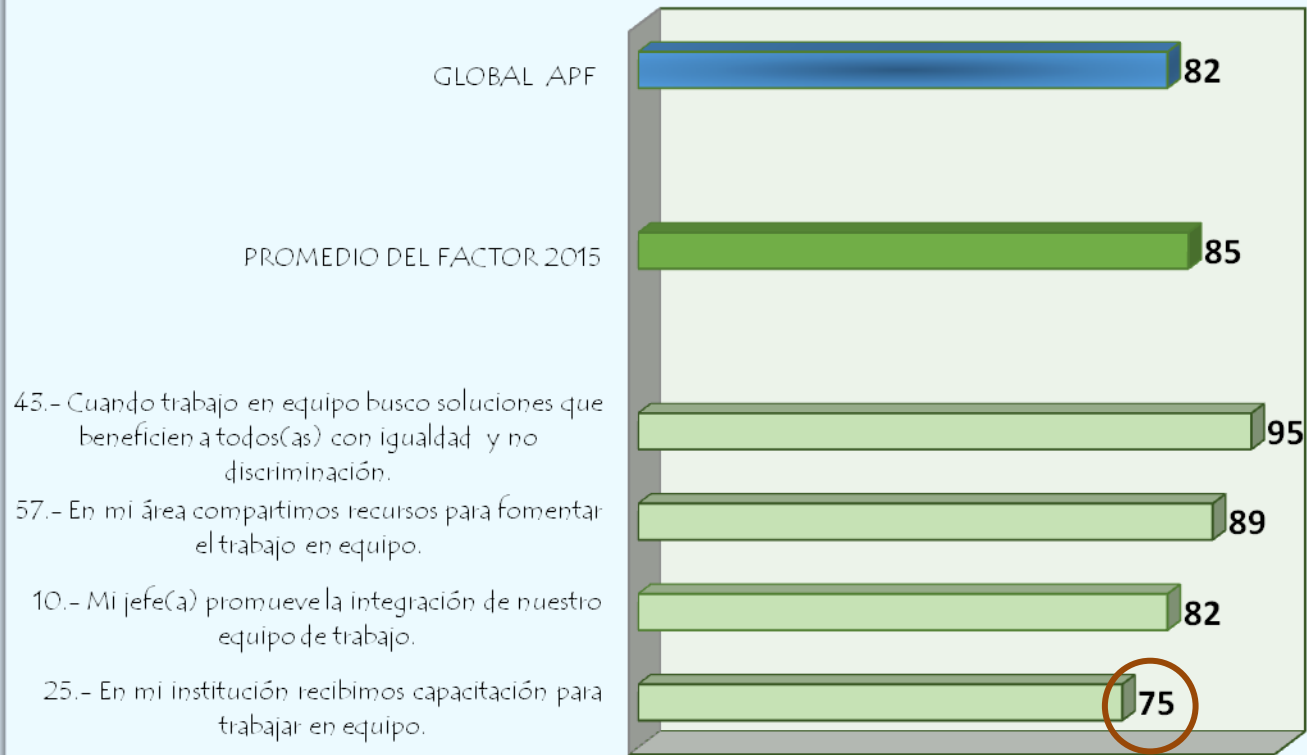 GLOBAL APF
82
PROMEDIO DEL FACTOR 2015
85
43.- Cuando trabajo en equipo busco soluciones que
beneficien a todos(as) con igualdad y no
discriminación.
95
57.- En mi área compartimos recursos para fomentar
el trabajo en equipo.
89
10.- Mi jefe(a) promueve la integración de nuestro
equipo de trabajo.
82
25.- En mi institución recibimos capacitación para
trabajar en equipo.
75